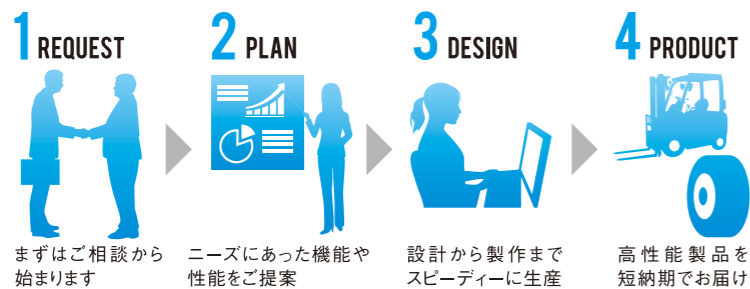 1 REQUEST
まずはご相談から
始まります
2 PLAN
ニーズにあった機能や
性能をご提案
3 DESIGN
設計から製作まで
スピーディーに生産
4 PRODUCT
高性能製品を
短納期でお届け